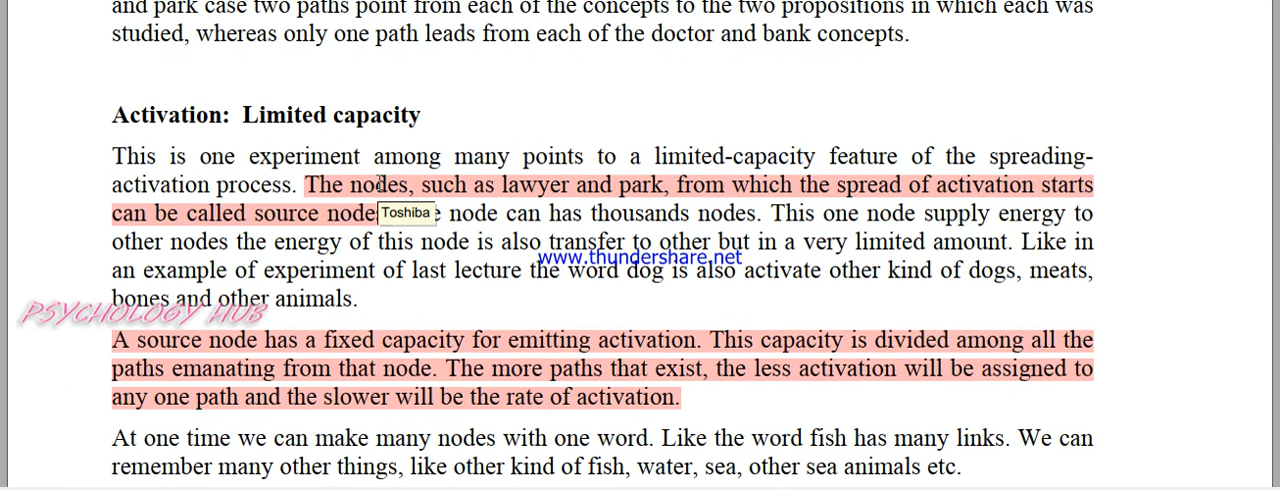 and park case two paths point from each of the concepts to the two propositions in which each was
studied, whereas only one path leads from each of the doctor and bank concepts.
Activation: Limited capacity
This is one experiment among many points to a limited-capacity feature of the spreading-
activation process. The nodes, such as lawyer and park, from which the spread of activation starts
can be called source node Toshiba node can has thousands nodes. This one node supply energy to
other nodes the energy of this node is also transfer to other but in a very limited amount. Like in
www.thundershare.net
an example of experiment of last lecture the word dog is also activate other kind of dogs, meats,
bones and other animals.
PSYCHOLOGY HUB
A source node has a fixed capacity for emitting activation. This capacity is divided among all the
paths emanating from that node. The more paths that exist, the less activation will be assigned to
any one path and the slower will be the rate of activation.
At one time we can make many nodes with one word. Like the word fish has many links. We can
remember many other things, like other kind of fish, water, sea, other sea animals etc.